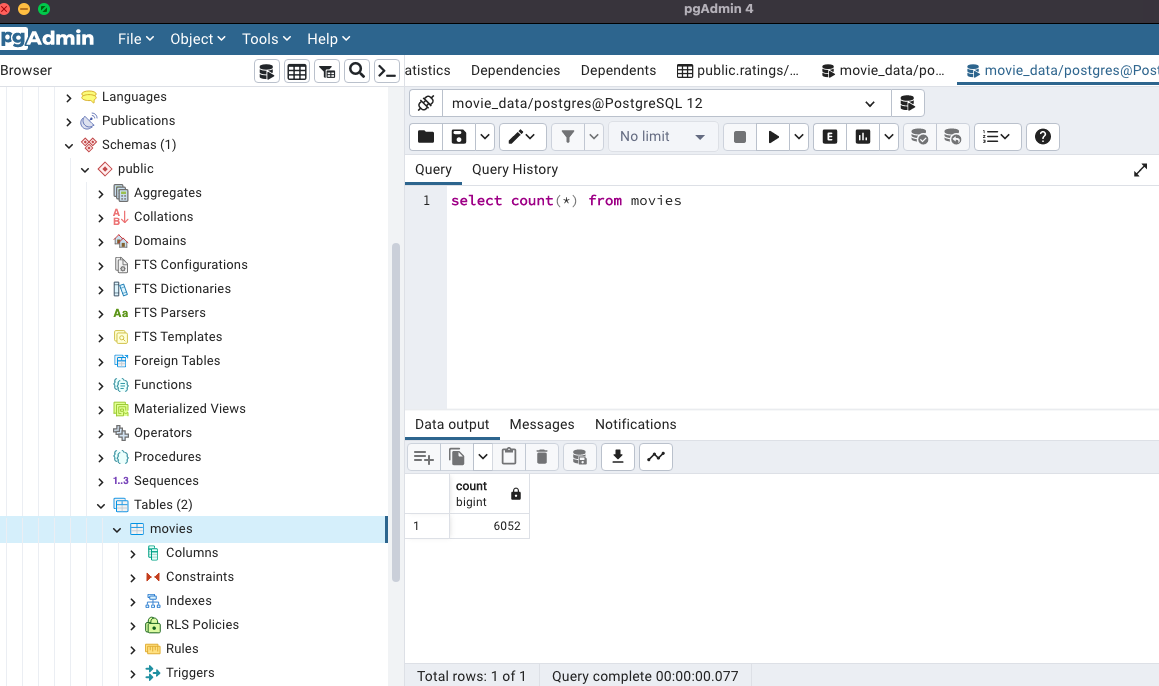 pgAdmin 4
pgAdmin File Object Tools Help
Browser
atistics Dependencies Dependents public.ratings/... movie_data/po... movie_data/postgres@Post
Languages
Publications
Schemas (1)
public
Aggregates
Collations
Domains
FTS Configurations
FTS Dictionaries
Aa FTS Parsers
FTS Templates
Foreign Tables
Functions
Materialized Views
Operators
Procedures
1..3 Sequences
Tables (2)
movies
Columns
Constraints
Indexes
RLS Policies
Rules
Triggers
movie_data/postgres@PostgreSQL 12
No limit E
Query Query History
1 select count(*) from movies
Data output Messages Notifications
count
bigint
1 6052
Total rows: 1 of 1 Query complete 00:00:00.077